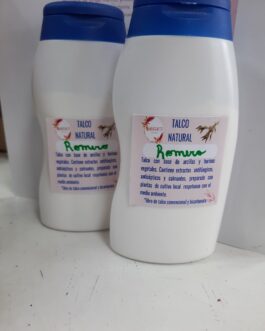 TALCO
NATURAL
Romero
Talco con base de arcillas y harinas
vegetales. Contiene extractos antifúngicos,
antisépticos y calmantes, preparado con
plantas de cultivo local respetuoso con el
medio ambiente.
*libre de talco convencional y bicarbonato
TALCO
NATURAL
Romero
Talco con base de arcillas y harinas
vegetales. Contiene extractos antifúngicos,
antisépticos y calmantes, preparado
plantas de cultivo local respetuoso
medio ambiente.
*libre de talco convencional y bicarbonato